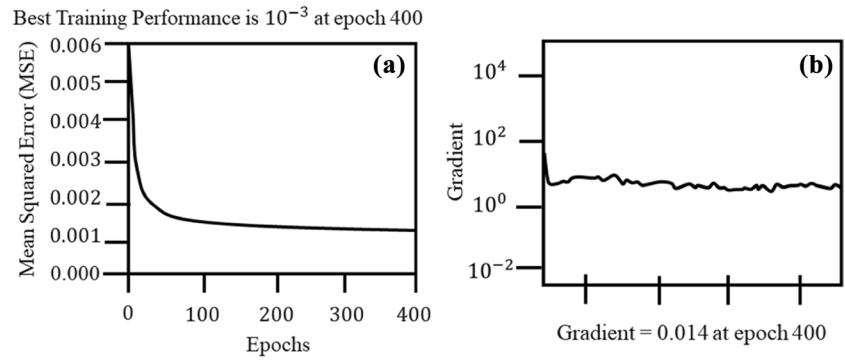 Best Training Performance is 10⁻³ at epoch 400
Mean Squared Error (MSE)
0.006
0.005
0.004
0.003
0.002
0.001
0.000
(a)
0
100
200
300
400
Epochs
Gradient
10⁴
10²
10⁰
10⁻²
(b)
Gradient = 0.014 at epoch 400